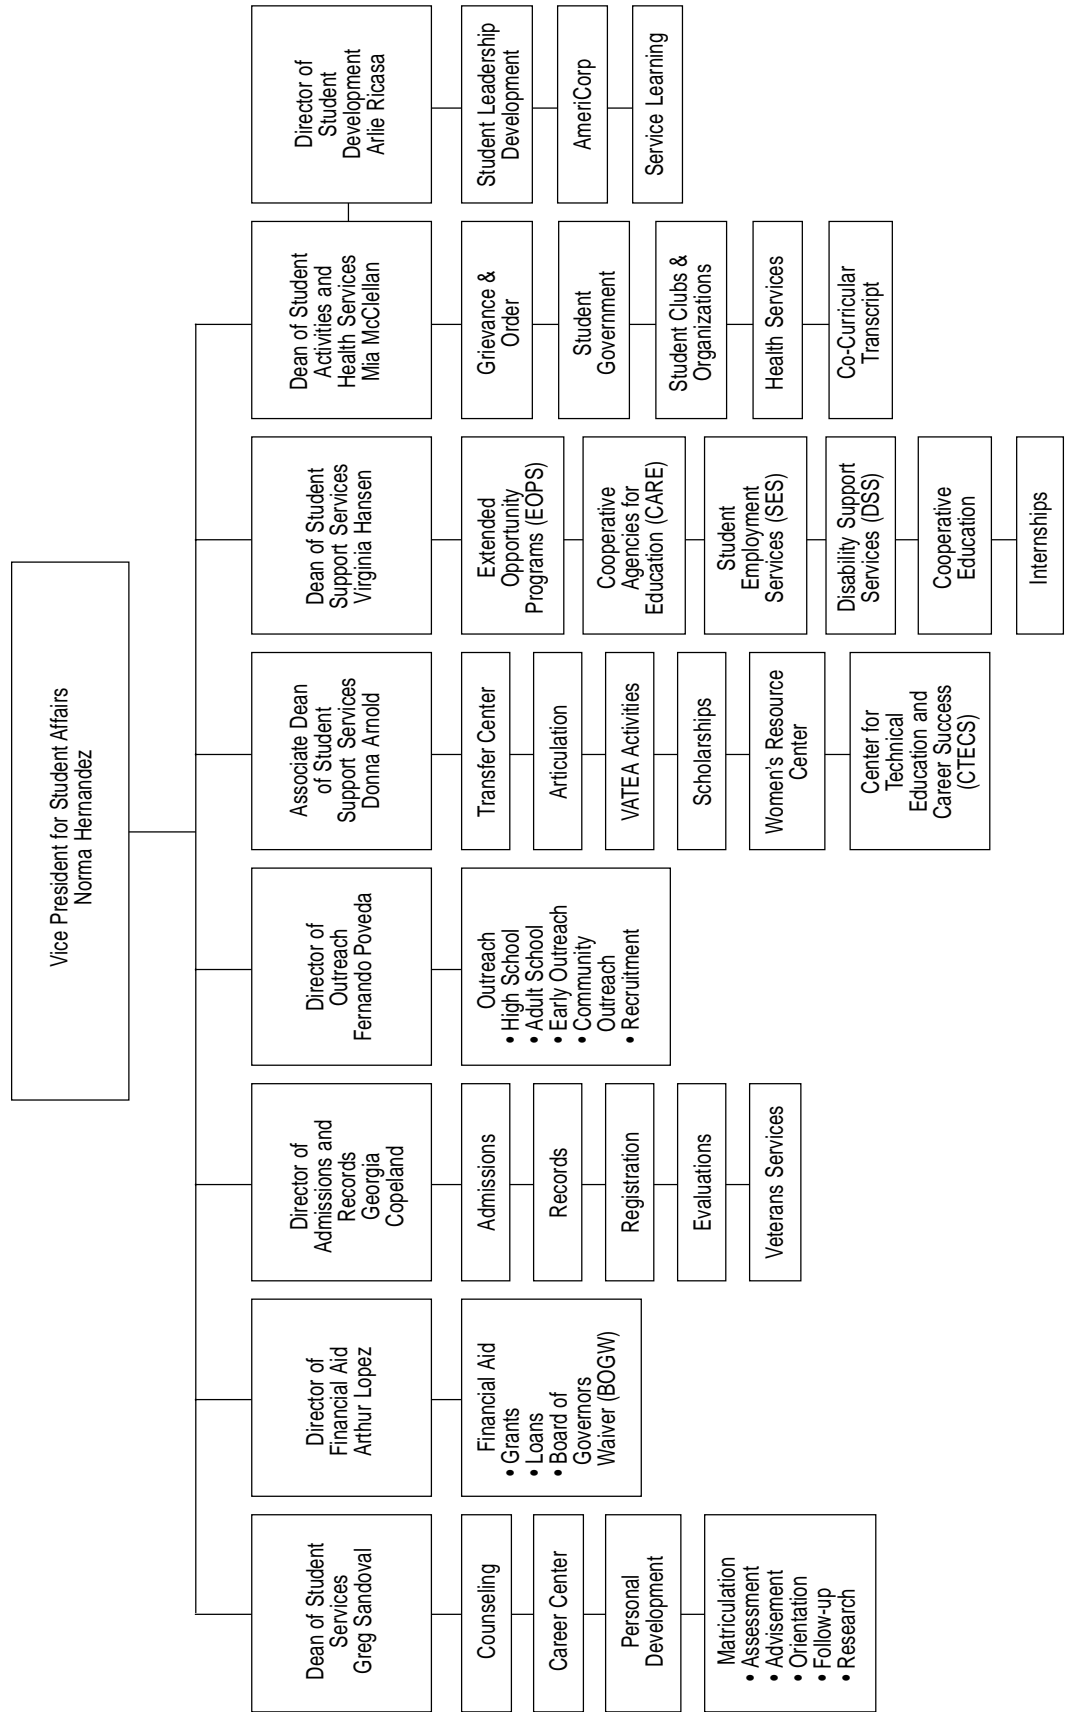 Vice President for Student Affairs
Norma Hernandez
Dean of Student
Services
Greg Sandoval
Counseling
Career Center
Personal
Development
Matriculation
• Assessment
• Advisement
• Orientation
• Follow-up
• Research
Director of
Financial Aid
Arthur Lopez
Financial Aid
• Grants
• Loans
• Board of
Governors
Waiver (BOGW)
Director of
Admissions and
Records
Georgia
Copeland
Admissions
Records
Registration
Evaluations
Veterans Services
Director of
Outreach
Fernando Poveda
Outreach
• High School
• Adult School
• Early Outreach
• Community
Outreach
• Recruitment
Associate Dean
of Student
Support Services
Donna Arnold
Transfer Center
Articulation
VATEA Activities
Scholarships
Women's Resource
Center
Center for
Technical
Education and
Career Success
(CTECS)
Dean of Student
Support Services
Virginia Hansen
Extended
Opportunity
Programs (EOPS)
Cooperative
Agencies for
Education (CARE)
Student
Employment
Services (SES)
Disability Support
Services (DSS)
Cooperative
Education
Internships
Dean of Student
Activities and
Health Services
Mia McClellan
Grievance &
Order
Student
Government
Student Clubs &
Organizations
Health Services
Co-Curricular
Transcript
Director of
Student
Development
Arlie Ricasa
Student Leadership
Development
AmeriCorp
Service Learning